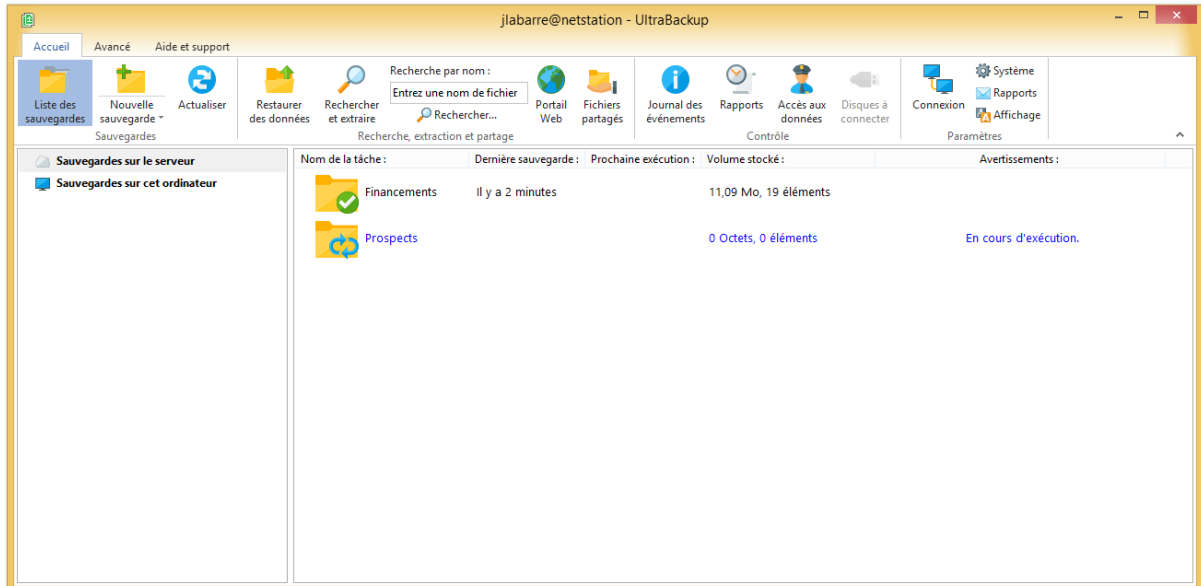 jlabarre@netstation - UltraBackup
Accueil Avancé Aide et support
Liste des sauvegardes
Nouvelle sauvegarde
Actualiser
Sauvegardes
Restaurer des données
Rechercher et extraire
Recherche par nom :
Entrez une nom de fichier
Rechercher...
Portail Web
Fichiers partagés
Recherche, extraction et partage
Journal des événements
Rapports
Accès aux données
Disques à connecter
Contrôle
Connexion
Système
Rapports
Affichage
Paramètres
Sauvegardes sur le serveur
Sauvegardes sur cet ordinateur
Nom de la tâche : Dernière sauvegarde : Prochaine exécution : Volume stocké : Avertissements :
Financements Il y a 2 minutes 11,09 Mo, 19 éléments
Prospects 0 Octets, 0 éléments En cours d'exécution.